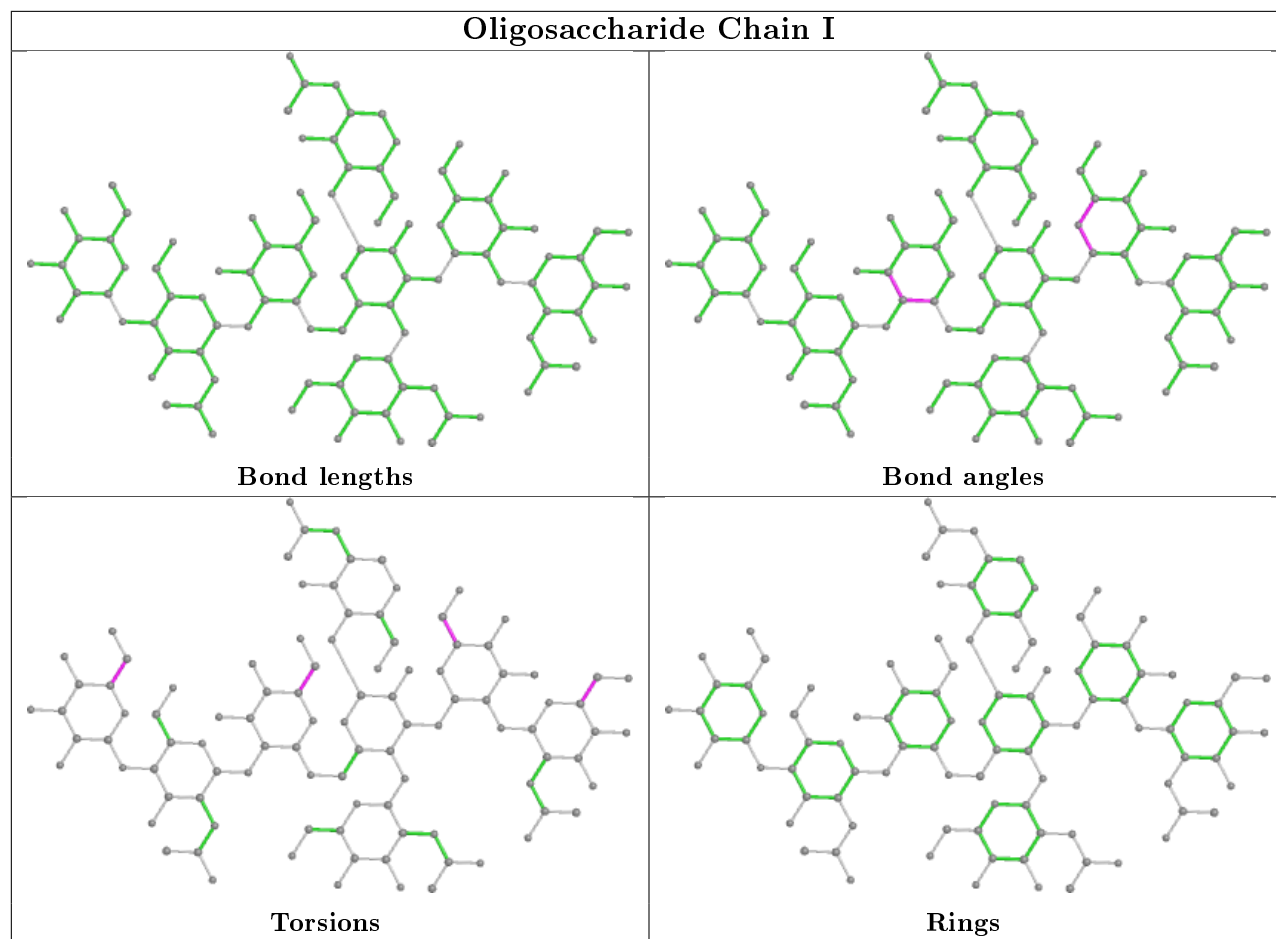 Oligosaccharide Chain I
Bond lengths
Bond angles
Torsions
Rings